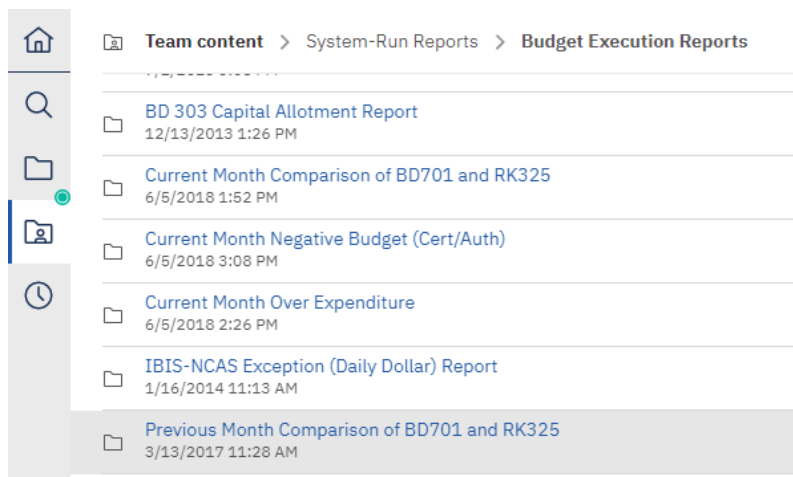 Team content > System-Run Reports > Budget Execution Reports
BD 303 Capital Allotment Report
12/13/2013 1:26 PM
Current Month Comparison of BD701 and RK325
6/5/2018 1:52 PM
Current Month Negative Budget (Cert/Auth)
6/5/2018 3:08 PM
Current Month Over Expenditure
6/5/2018 2:26 PM
IBIS-NCAS Exception (Daily Dollar) Report
1/16/2014 11:13 AM
Previous Month Comparison of BD701 and RK325
3/13/2017 11:28 AM